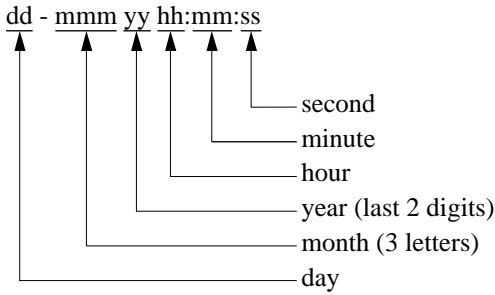 dd - mmm yy hh:mm:ss
second
minute
hour
year (last 2 digits)
month (3 letters)
day